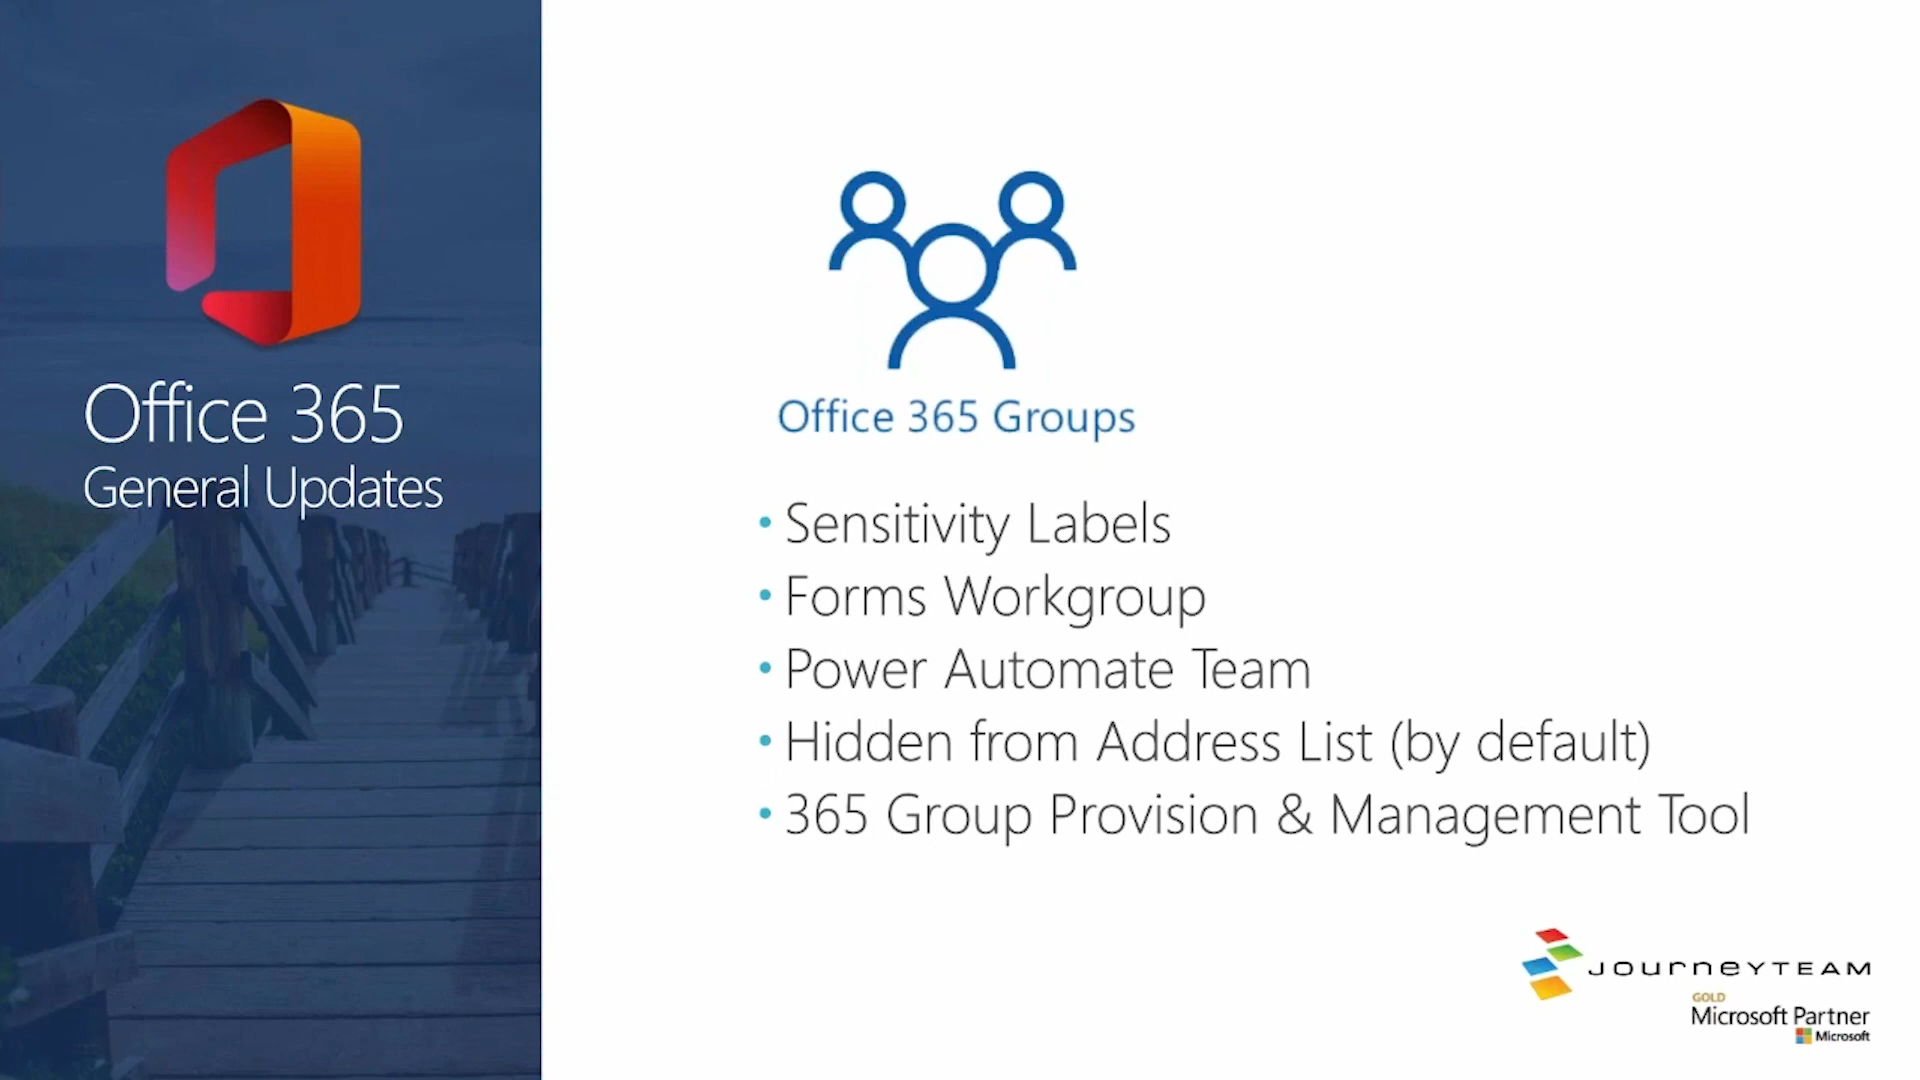 Office 365
General Updates
Office 365 Groups
• Sensitivity Labels
• Forms Workgroup
• Power Automate Team
• Hidden from Address List (by default)
• 365 Group Provision & Management Tool
JOURNEYTEAM
GOLD
Microsoft Partner
Microsoft